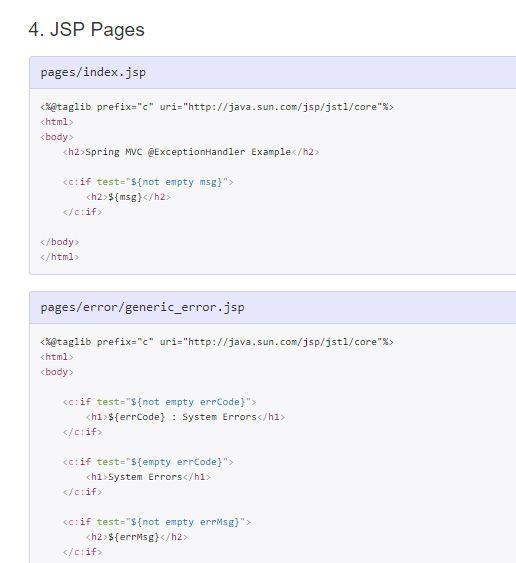 4. JSP Pages
pages/index.jsp
<%@taglib prefix="c" uri="http://java.sun.com/jsp/jstl/core"%>
<html>
<body>
<h2>Spring MVC @ExceptionHandler Example</h2>
<c:if test="${not empty msg}">
<h2>${msg}</h2>
</c:if>
</body>
</html>
pages/error/generic_error.jsp
<%@taglib prefix="c" uri="http://java.sun.com/jsp/jstl/core"%>
<html>
<body>
<c:if test="${not empty errCode}">
<h1>${errCode} : System Errors</h1>
</c:if>
<c:if test="${empty errCode}">
<h1>System Errors</h1>
</c:if>
<c:if test="${not empty errMsg}">
<h2>${errMsg}</h2>
</c:if>